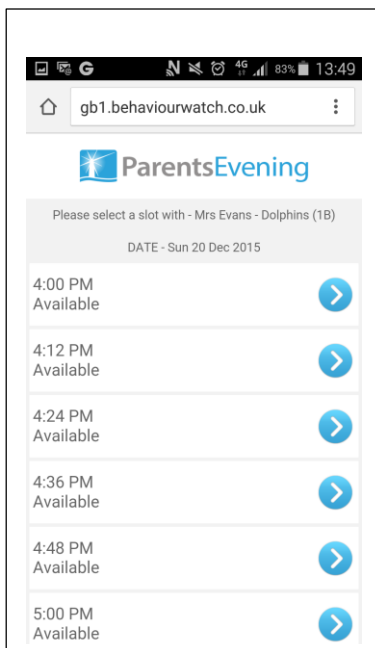 G 4G 83% 13:49
gb1.behaviourwatch.co.uk
ParentsEvening
Please select a slot with - Mrs Evans - Dolphins (1B)
DATE - Sun 20 Dec 2015
4:00 PM
Available
4:12 PM
Available
4:24 PM
Available
4:36 PM
Available
4:48 PM
Available
5:00 PM
Available